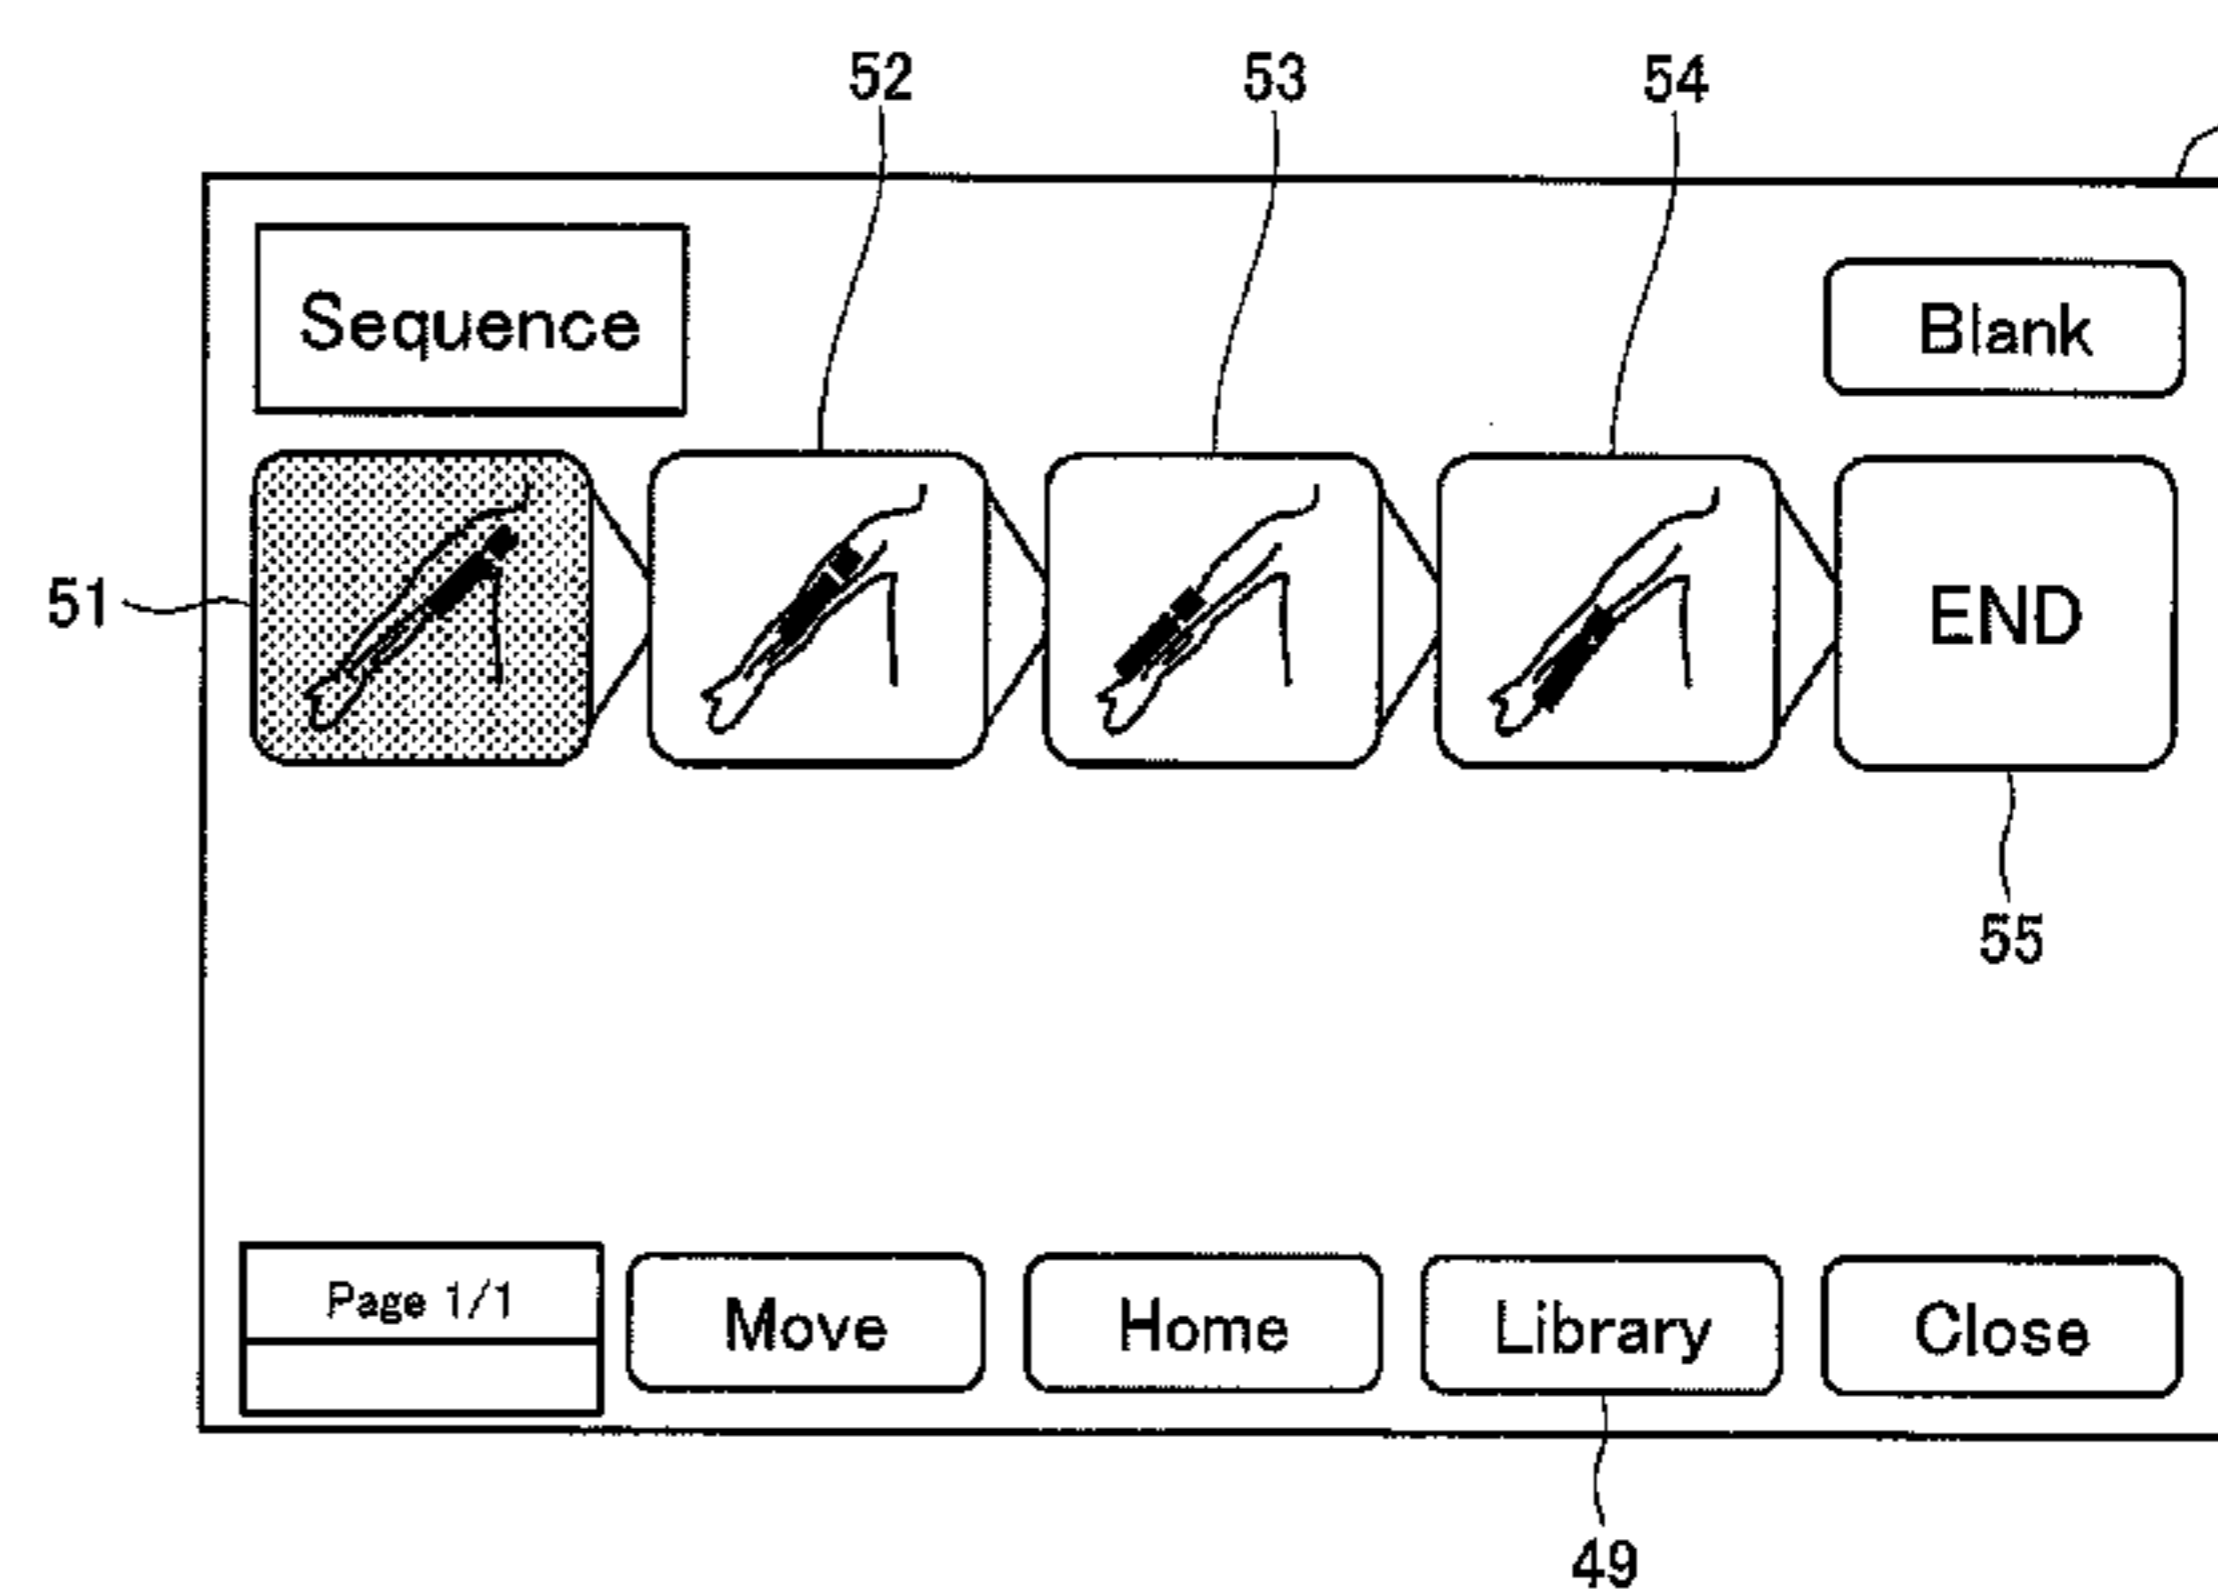 52 53 54
Sequence
Blank
51
END
55
Page 1/1
Move
Home
Library
Close
49